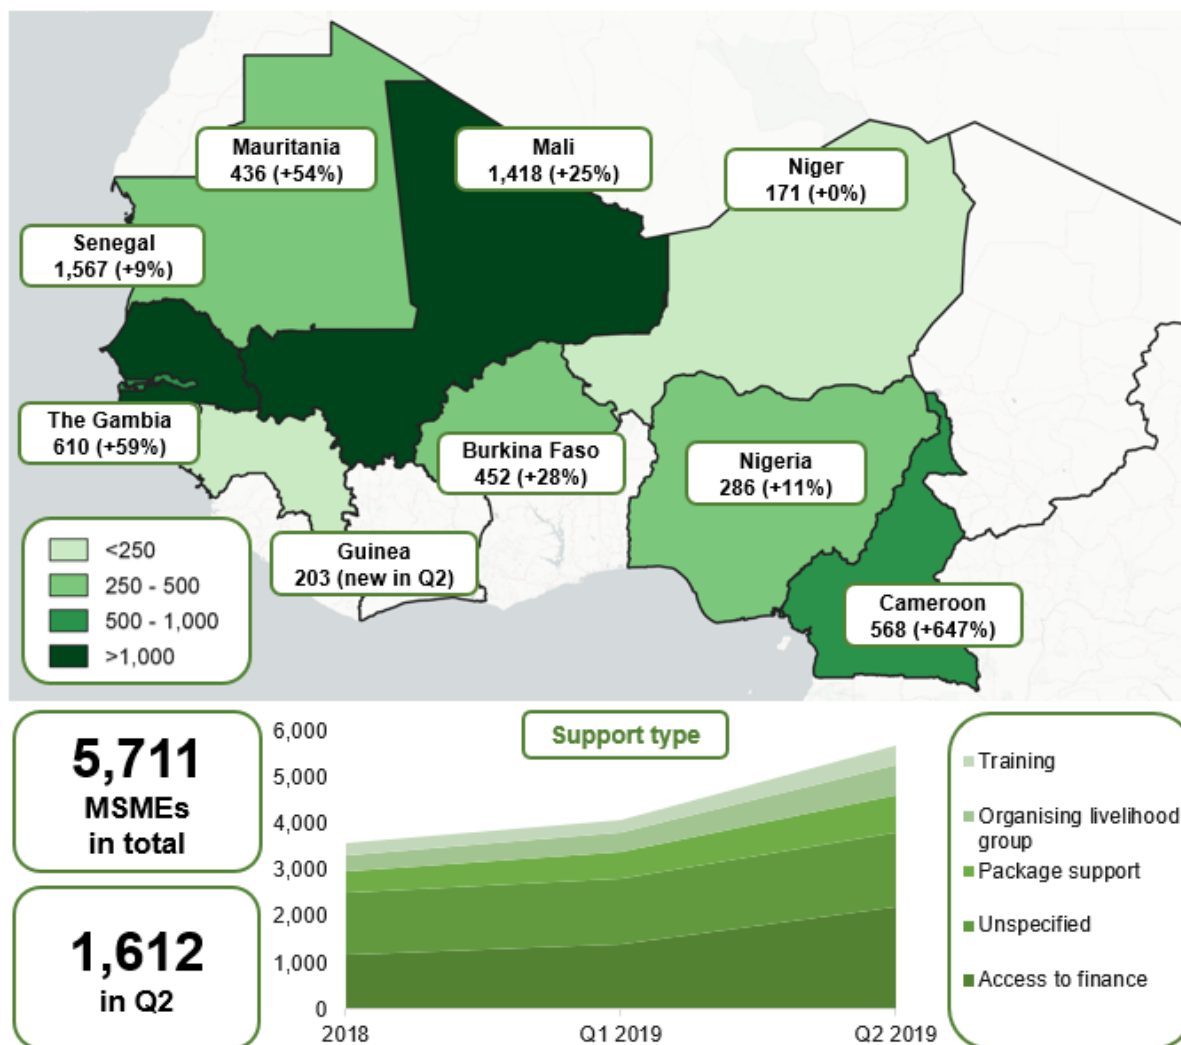 Mauritania
436 (+54%)
Mali
1,418 (+25%)
Niger
171 (+0%)
Senegal
1,567 (+9%)
The Gambia
610 (+59%)
Burkina Faso
452 (+28%)
Nigeria
286 (+11%)
Guinea
203 (new in Q2)
Cameroon
568 (+647%)
<250
250 - 500
500 - 1,000
>1,000
5,711
MSMEs
in total
1,612
in Q2
Support type
6,000
5,000
4,000
3,000
2,000
1,000
0
2018
Q1 2019
Q2 2019
Training
Organising livelihood
group
Package support
Unspecified
Access to finance